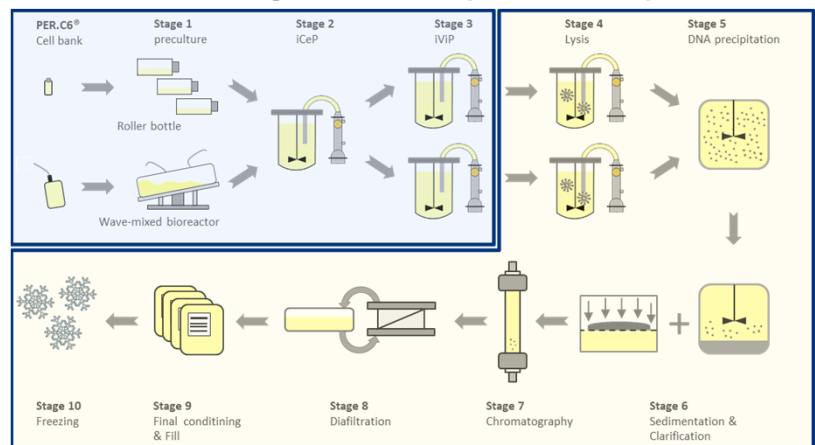 PER.C6®
Cell bank
Stage 1
preculture
Stage 2
iCeP
Stage 3
iViP
Stage 4
Lysis
Stage 5
DNA precipitation
Roller bottle
Wave-mixed bioreactor
Stage 10
Freezing
Stage 9
Final conditining
& Fill
Stage 8
Diafiltration
Stage 7
Chromatography
Stage 6
Sedimentation &
Clarification